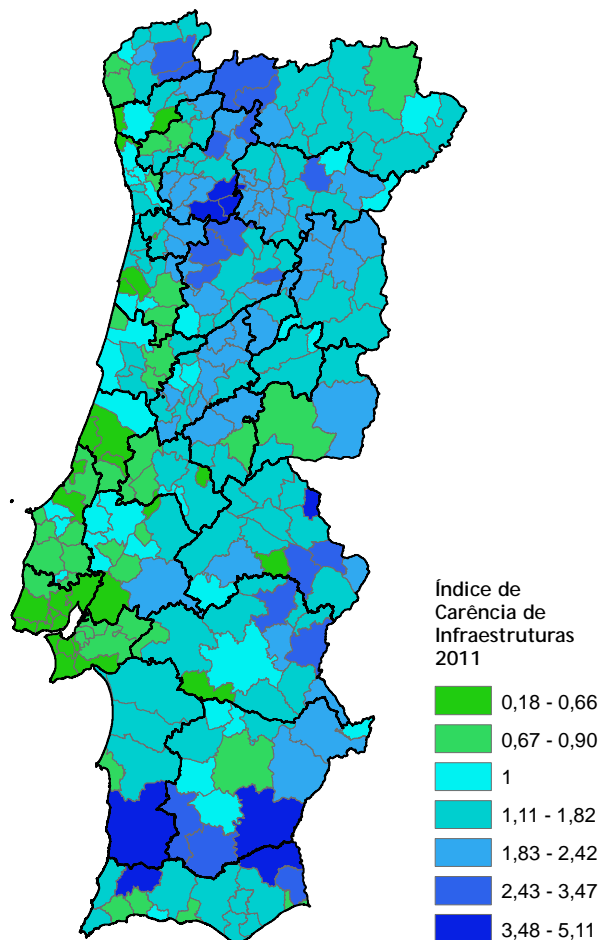 Índice de
Carência de
Infraestruturas
2011
0,18 - 0,66
0,67 - 0,90
1
1,11 - 1,82
1,83 - 2,42
2,43 - 3,47
3,48 - 5,11